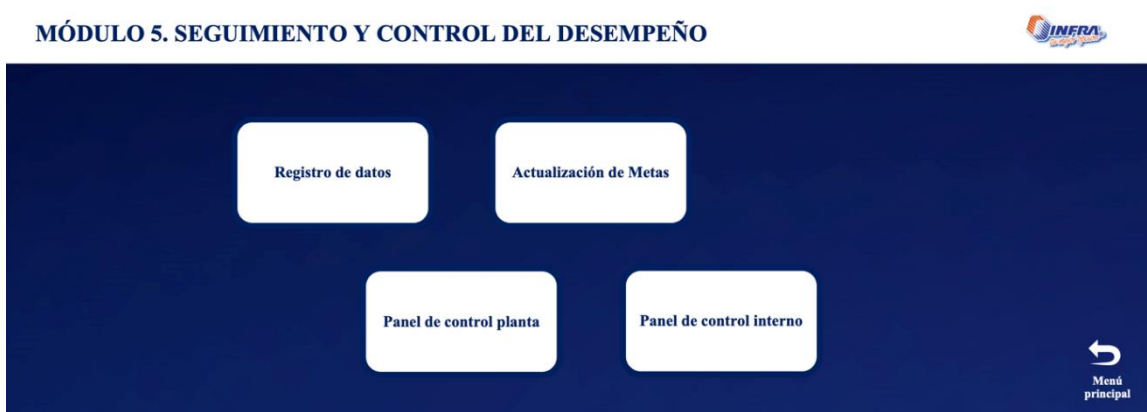 MÓDULO 5. SEGUIMIENTO Y CONTROL DEL DESEMPEÑO
INFRA
Registro de datos
Actualización de Metas
Panel de control planta
Panel de control interno
Menú
principal